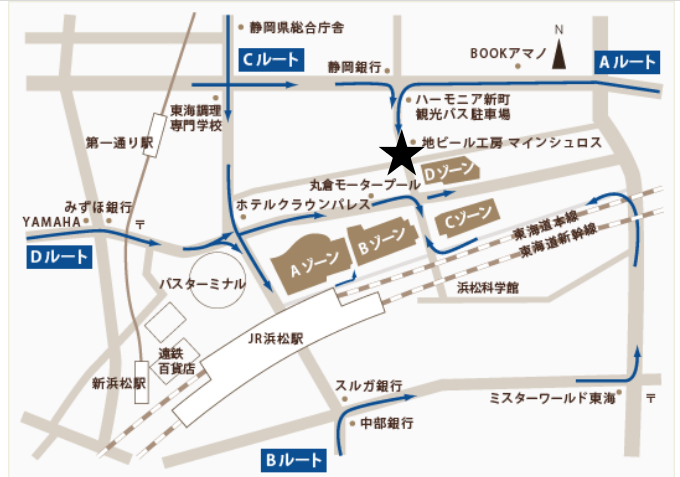 静岡県総合庁舎
N
BOOKアマノ
Cルート
静岡銀行
Aルート
ハーモニア新町
観光バス駐車場
東海調理
専門学校
第一通り駅
地ビール工房 マインシュロス
Dゾーン
丸倉モータープール
みずほ銀行
ホテルクラウンパレス
YAMAHA
〒
Cゾーン
Bゾーン
東海道本線
東海道新幹線
Dルート
Aゾーン
バスターミナル
浜松科学館
JR浜松駅
遠鉄
百貨店
新浜松駅
スルガ銀行
ミスターワールド東海
〒
中部銀行
Bルート